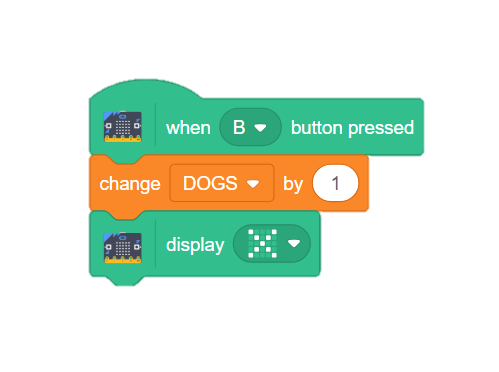 when B button pressed
change DOGS by 1
display